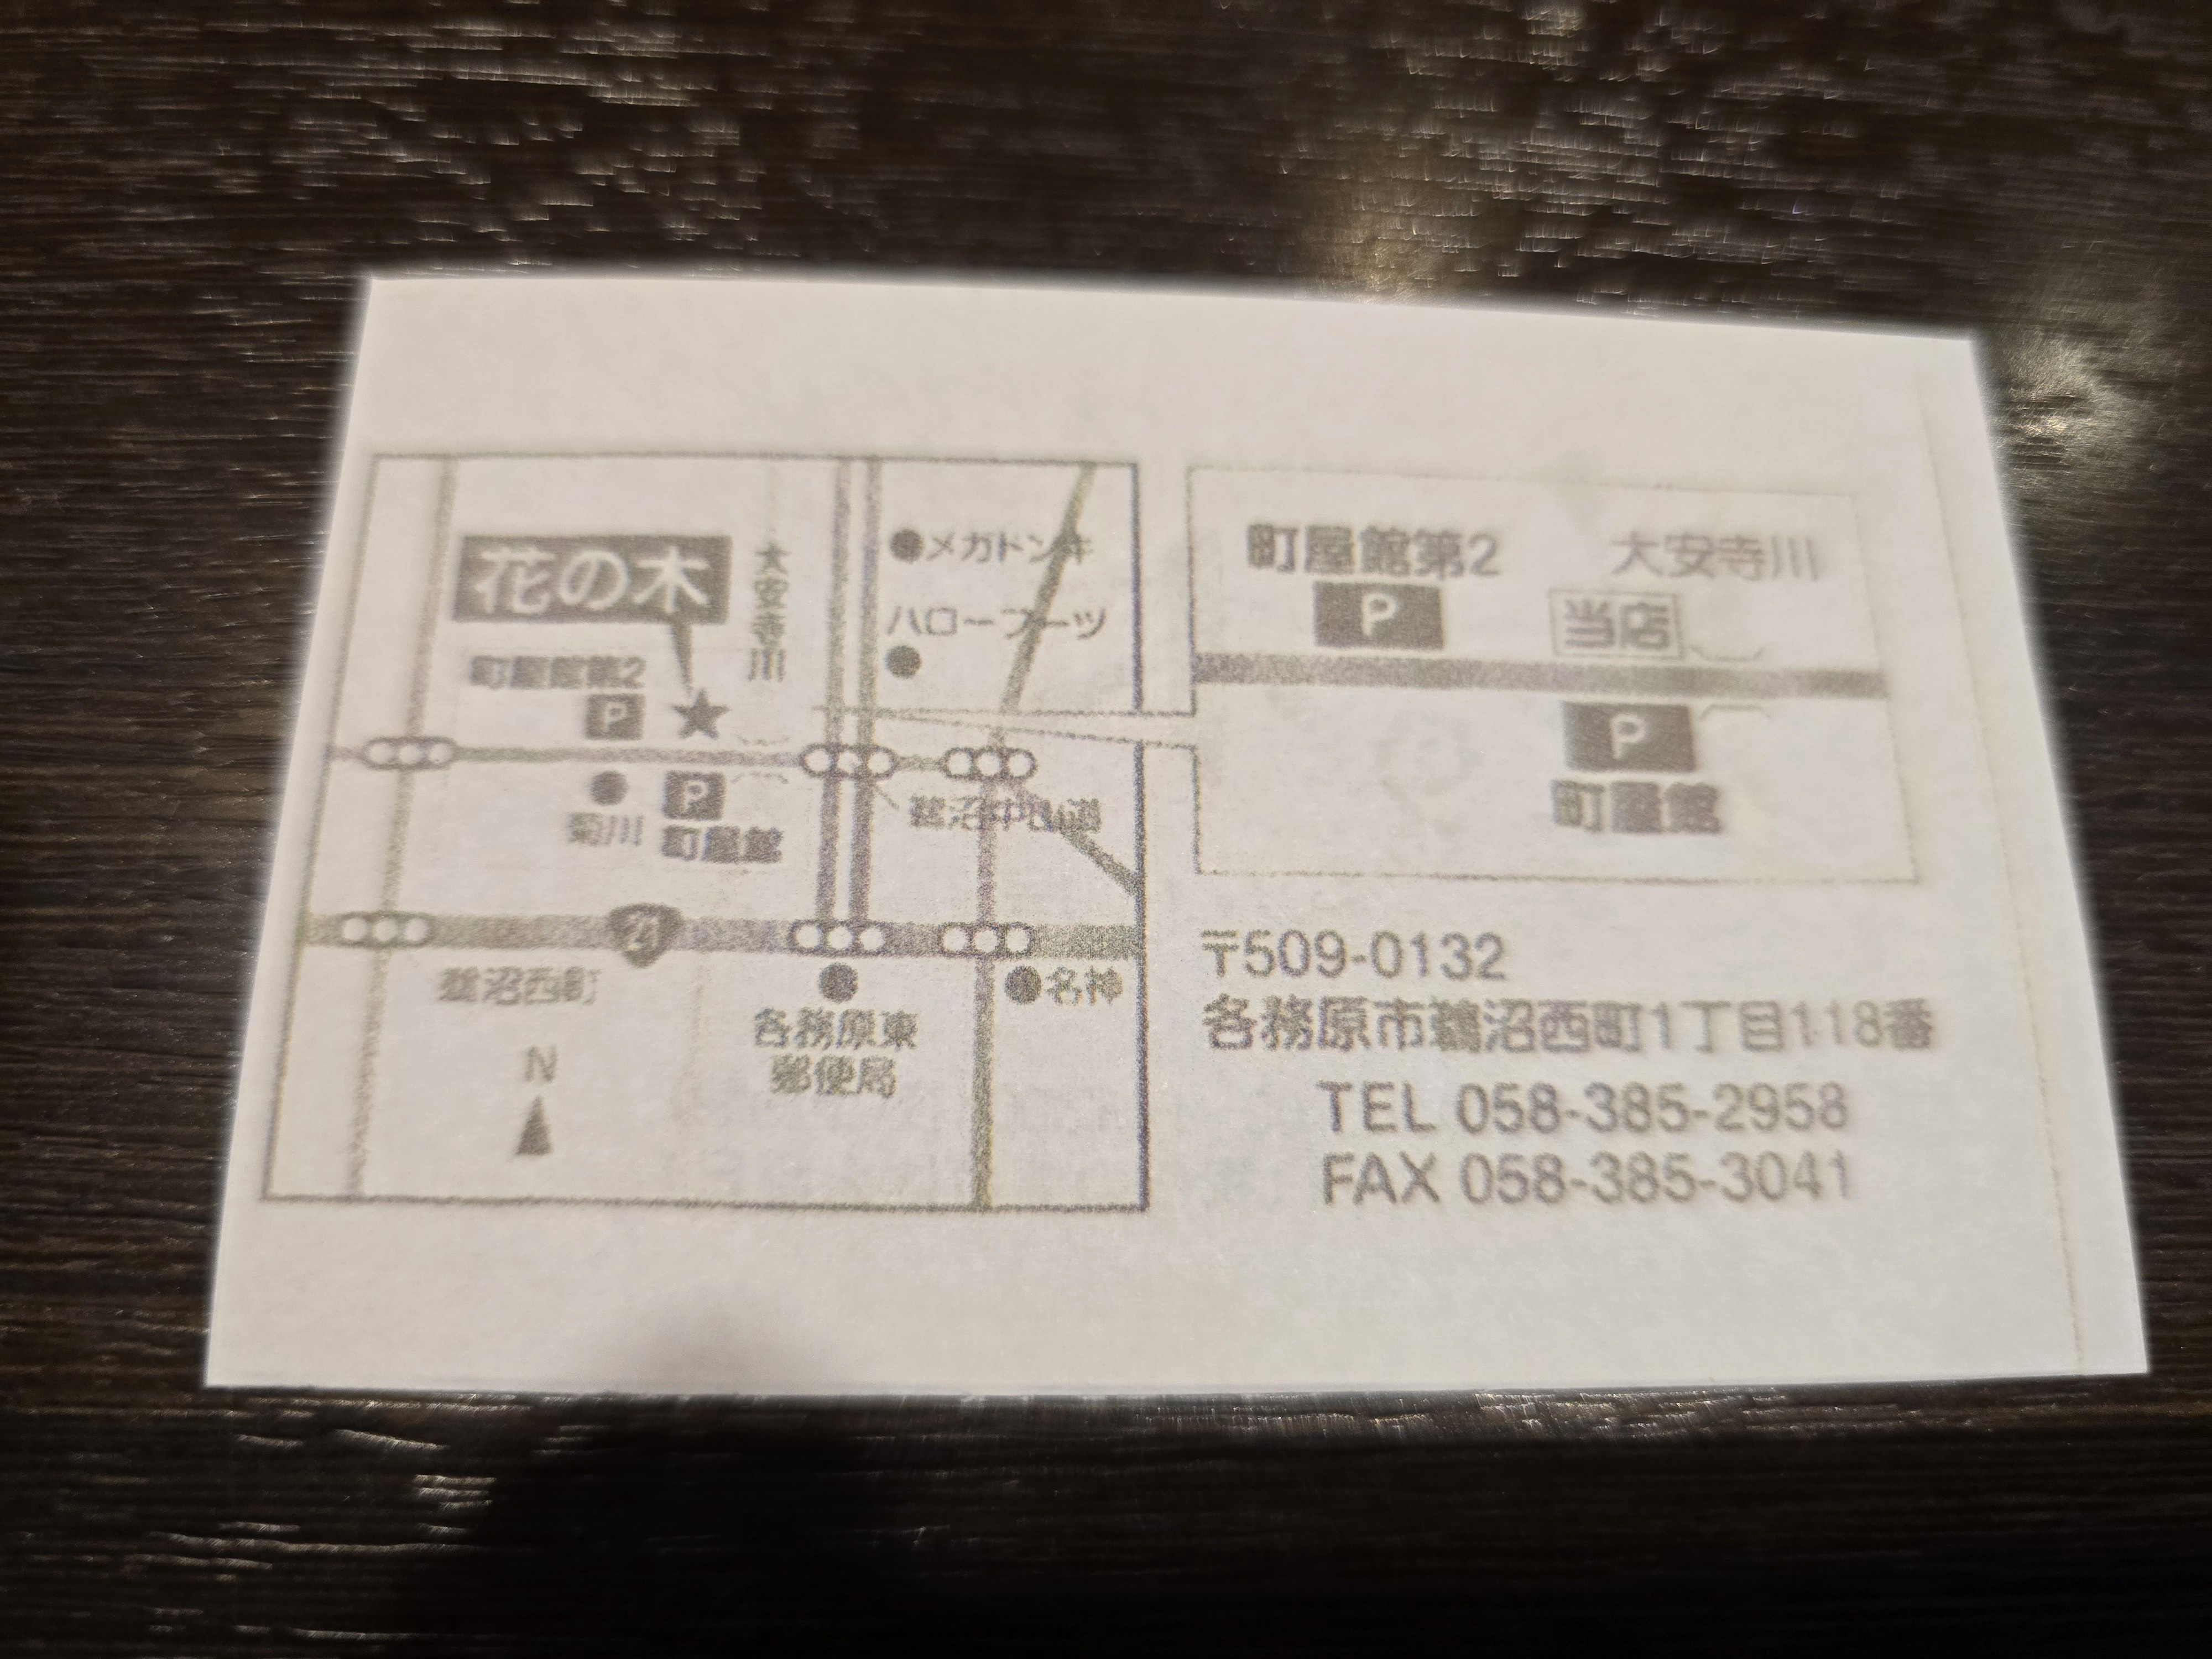 花の木
大安寺川
●メガドンキ
ハローフーヅ
町屋館第2
P
菊川
P
町屋館
鵜沼中山道
21
鵜沼西町
各務原東
郵便局
●名神
N
町屋館第2
P
大安寺川
当店
P
町屋館
〒509-0132
各務原市鵜沼西町1丁目118番
TEL 058-385-2958
FAX 058-385-3041